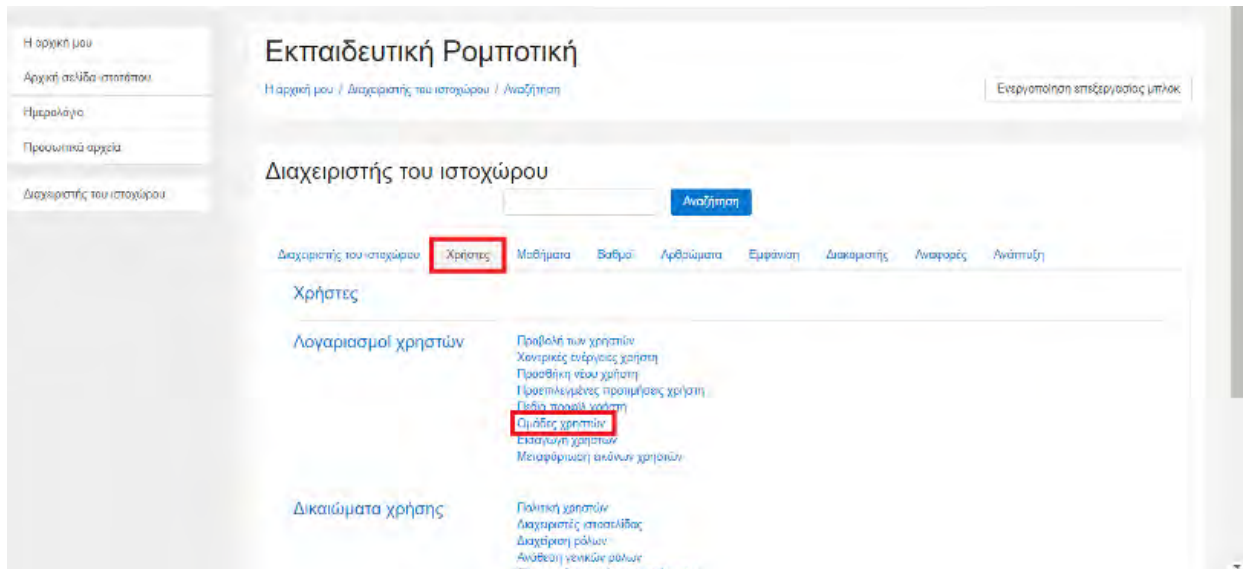 Η αρχική μου
Αρχική σελίδα ιστοτόπου
Ημερολόγιο
Προσωπικά αρχεία
Διαχειριστής του ιστοχώρου
Εκπαιδευτική Ρομποτική
Η αρχική μου / Διαχειριστής του ιστοχώρου / Αναζήτηση
Ενεργοποίηση επεξεργασίας μπλοκ
Διαχειριστής του ιστοχώρου
Αναζήτηση
Διαχειριστής του ιστοχώρου Χρήστες Μαθήματα Βαθμοί Αρθρώματα Εμφάνιση Διακομιστής Αναφορές Ανάπτυξη
Χρήστες
Λογαριασμοί χρηστών
Προβολή των χρηστών
Χοντρικές ενέργειες χρήστη
Προσθήκη νέου χρήστη
Προεπιλεγμένες προτιμήσεις χρήστη
Πεδία προφίλ χρήστη
Ομάδες χρηστών
Εισαγωγή χρηστών
Μεταφόρτωση εικόνων χρηστών
Δικαιώματα χρήσης
Πολιτική χρηστών
Διαχειριστές ιστοσελίδας
Διαχείριση ρόλων
Ανάθεση γενικών ρόλων